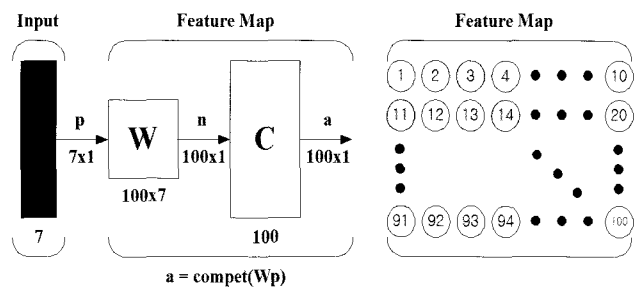 Input
Feature Map
Feature Map
p
7x1
W
100x7
n
100x1
C
a
100x1
7
100
a = compet(Wp)
1 2 3 4 10
11 12 13 14 20
91 92 93 94 100